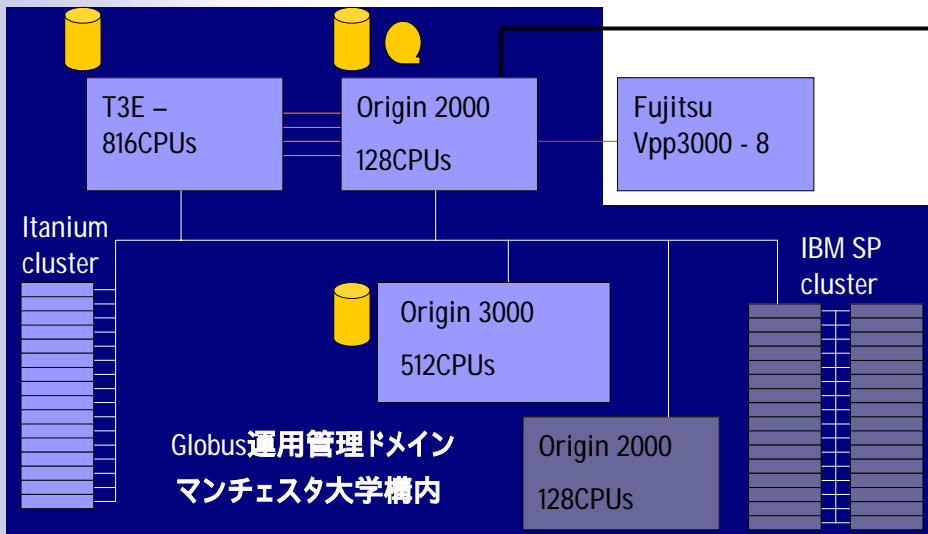 T3E –
816CPUs
Origin 2000
128CPUs
Fujitsu
Vpp3000 - 8
Itanium
cluster
IBM SP
cluster
Origin 3000
512CPUs
Globus運用管理ドメイン
マンチェスタ大学構内
Origin 2000
128CPUs